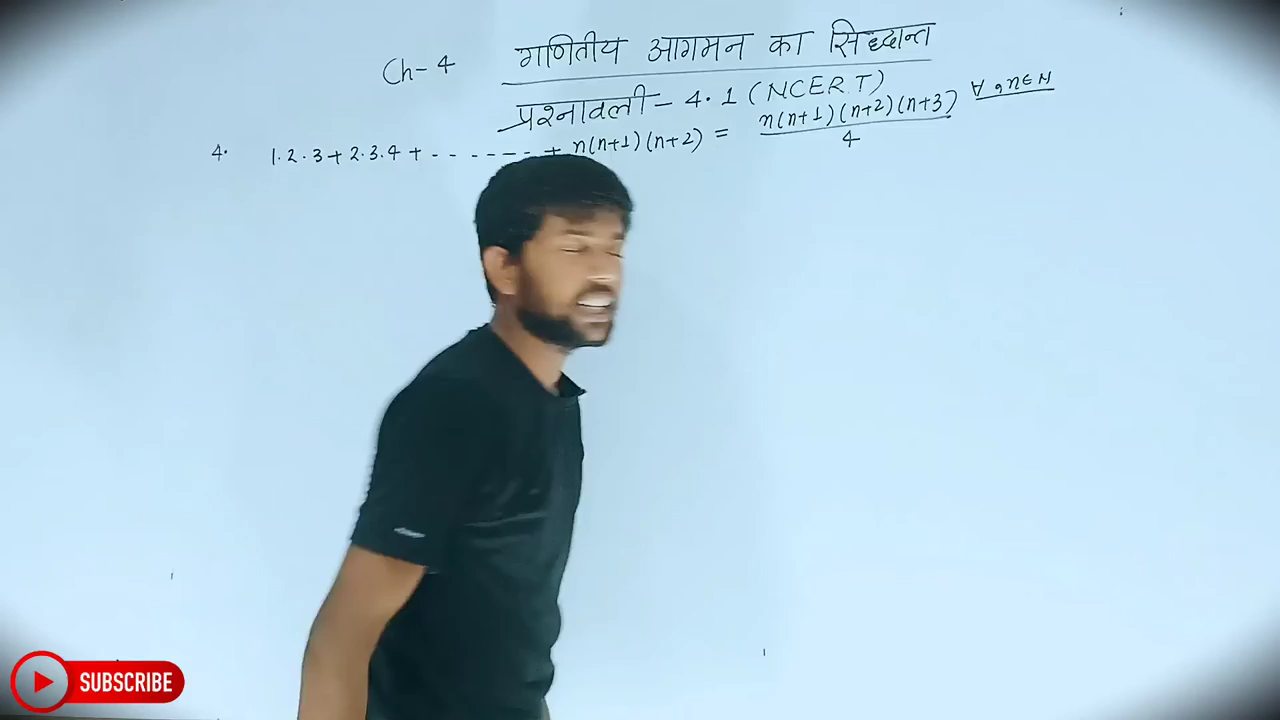 Ch-4 गणितीय आगमन का सिद्धान्त
प्रश्नावली - 4.1 (NCERT)
4. 1.2.3 + 2.3.4 + - - - - - - + n(n+1)(n+2) = n(n+1)(n+2)(n+3)/4 ∀, n∈N
SUBSCRIBE